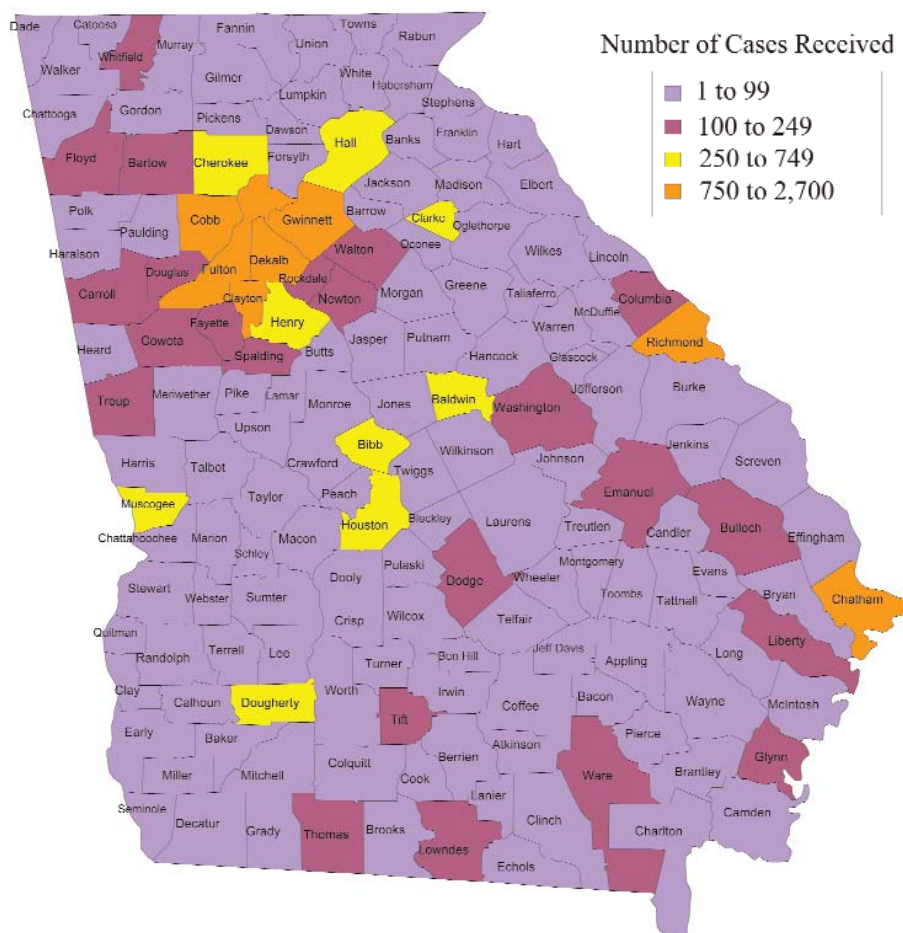 Number of Cases Received
1 to 99
100 to 249
250 to 749
750 to 2,700
Dade
Catoosa
Fannin
Towns
Rabun
Whitfield
Murray
Union
Walker
Gilmer
White
Habersham
Lumpkin
Stephens
Chattooga
Gordon
Pickens
Dawson
Hall
Banks
Franklin
Hart
Floyd
Bartow
Cherokee
Forsyth
Jackson
Madison
Elbert
Polk
Cobb
Gwinnett
Barrow
Clarke
Oglethorpe
Paulding
Haralson
Walton
Oconee
Wilkes
Lincoln
Douglas
Fulton
Dekalb
Rockdale
Carroll
Newton
Morgan
Greene
Taliaferro
Columbia
Clayton
McDuffie
Fayette
Henry
Warren
Richmond
Heard
Cowota
Spalding
Butts
Jasper
Putnam
Hancock
Glascock
Troup
Meriwether
Pike
Lamar
Monroe
Jones
Baldwin
Washington
Jefferson
Burke
Upson
Bibb
Wilkinson
Jenkins
Harris
Talbot
Crawford
Twiggs
Johnson
Screven
Muscogee
Taylor
Peach
Emanuel
Chattahoochee
Marion
Macon
Houston
Bleckley
Laurens
Treutlen
Candler
Bulloch
Effingham
Schley
Dooly
Pulaski
Dodge
Wheeler
Montgomery
Evans
Stewart
Webster
Sumter
Toombs
Tattnall
Bryan
Chatham
Crisp
Wilcox
Telfair
Quitman
Randolph
Terrell
Lee
Turner
Ben Hill
Jeff Davis
Appling
Long
Liberty
Clay
Calhoun
Dougherty
Worth
Tift
Irwin
Coffee
Bacon
Wayne
McIntosh
Early
Baker
Pierce
Miller
Mitchell
Colquitt
Cook
Berrien
Atkinson
Ware
Brantley
Glynn
Seminole
Decatur
Grady
Thomas
Brooks
Lowndes
Lanier
Clinch
Charlton
Camden
Echols